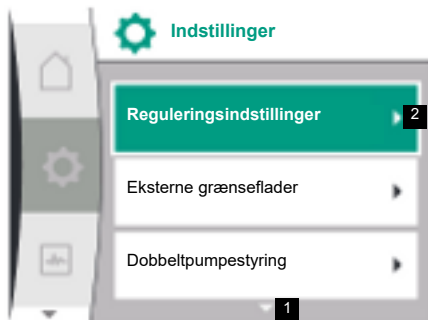 Indstillinger
Reguleringsindstillinger
2
Eksterne grænseflader
Dobbeltpumpestyring
1